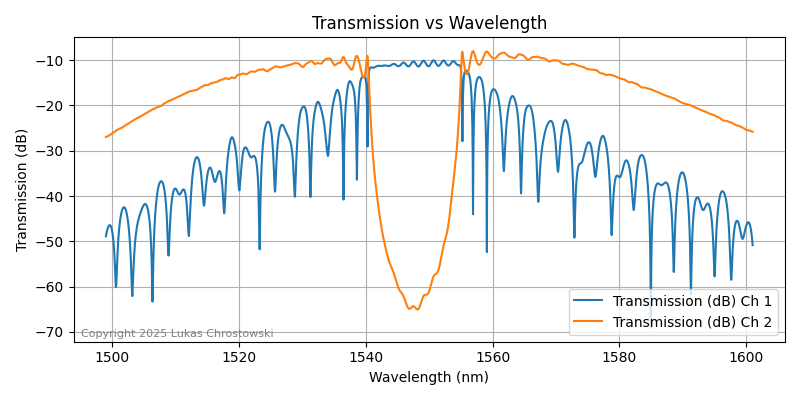 Transmission vs Wavelength
Transmission (dB)
−10
−20
−30
−40
−50
−60
−70
1500
1520
1540
1560
1580
1600
Wavelength (nm)
Transmission (dB) Ch 1
Transmission (dB) Ch 2
Copyright 2025 Lukas Chrostowski